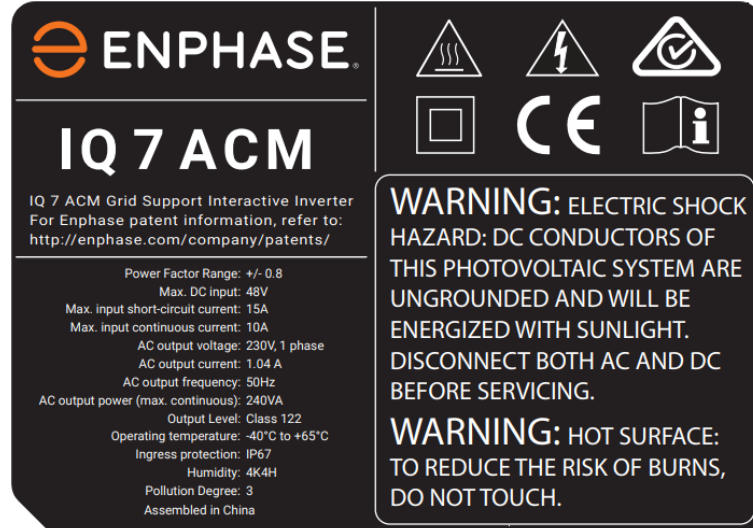 ENPHASE.
IQ 7 ACM
IQ 7 ACM Grid Support Interactive Inverter
For Enphase patent information, refer to:
http://enphase.com/company/patents/
Power Factor Range: +/- 0.8
Max. DC input: 48V
Max. input short-circuit current: 15A
Max. input continuous current: 10A
AC output voltage: 230V, 1 phase
AC output current: 1.04 A
AC output frequency: 50Hz
AC output power (max. continuous): 240VA
Output Level: Class 122
Operating temperature: -40°C to +65°C
Ingress protection: IP67
Humidity: 4K4H
Pollution Degree: 3
Assembled in China
CE
i
WARNING: ELECTRIC SHOCK
HAZARD: DC CONDUCTORS OF
THIS PHOTOVOLTAIC SYSTEM ARE
UNGROUNDED AND WILL BE
ENERGIZED WITH SUNLIGHT.
DISCONNECT BOTH AC AND DC
BEFORE SERVICING.
WARNING: HOT SURFACE:
TO REDUCE THE RISK OF BURNS,
DO NOT TOUCH.